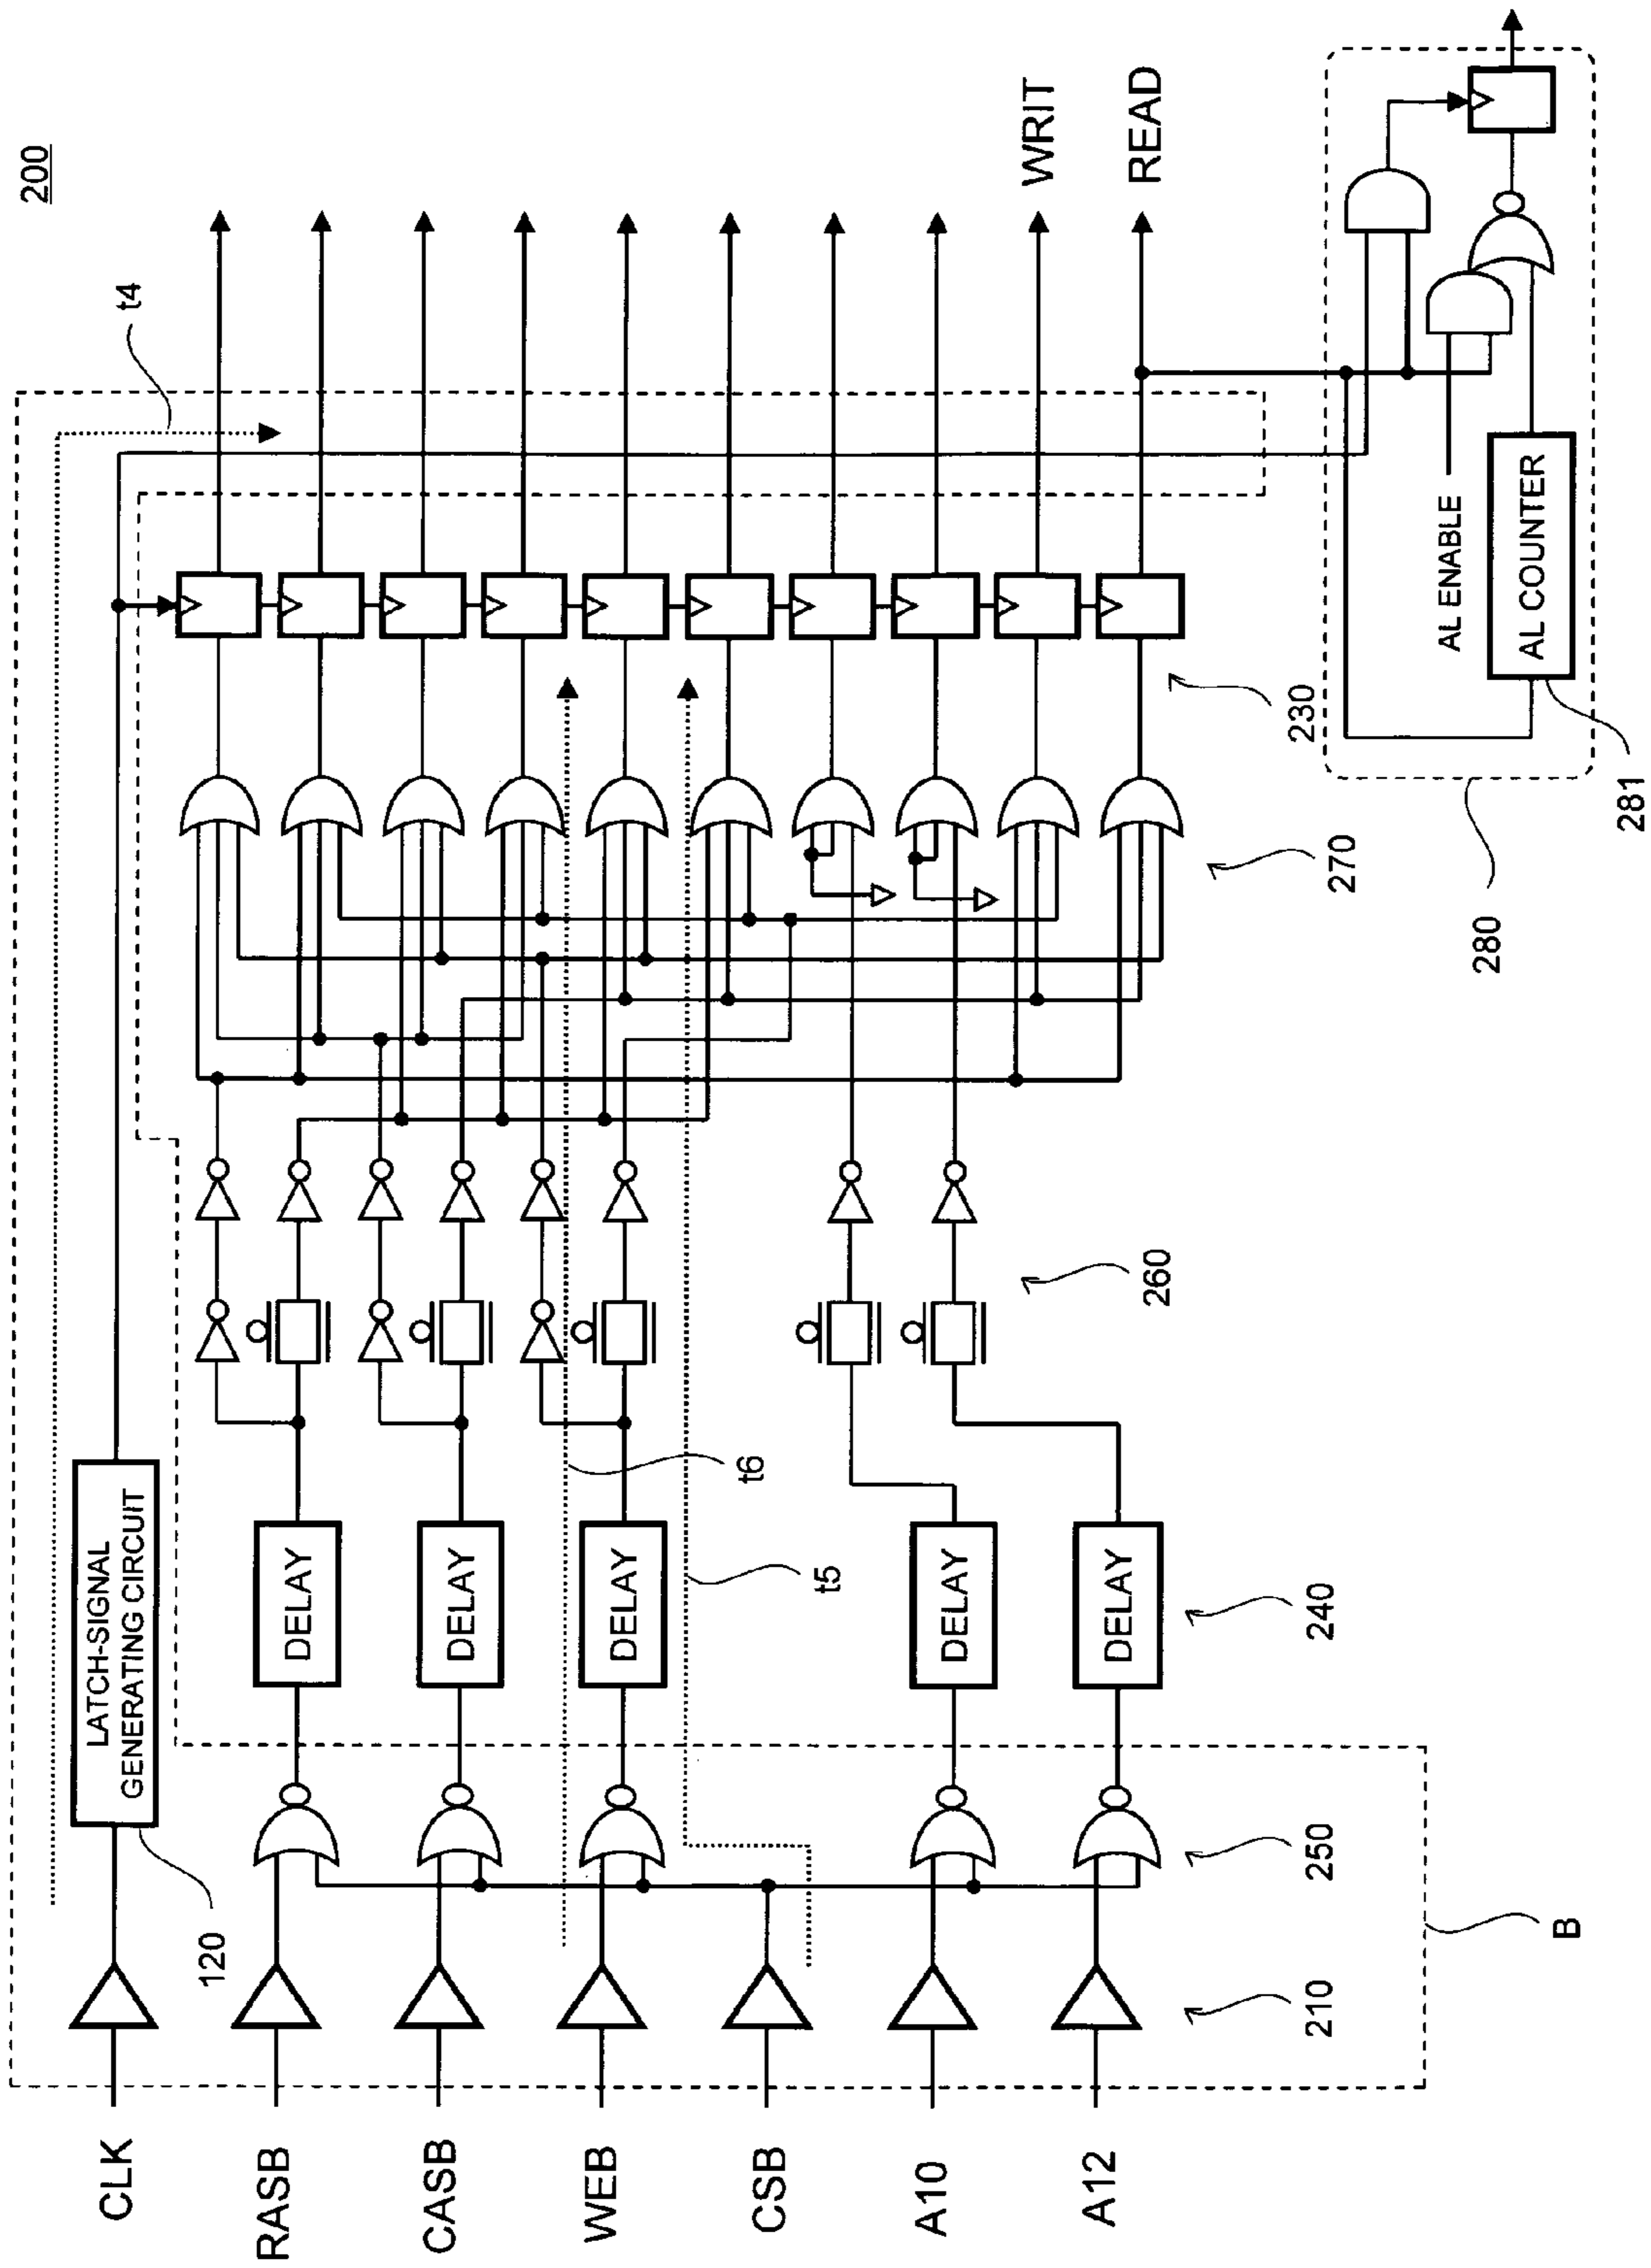 200
t4
CLK
LATCH-SIGNAL
GENERATING CIRCUIT
120
RASB
DELAY
CASB
DELAY
WEB
DELAY
t6
t5
CSB
A10
DELAY
A12
DELAY
210
250
240
260
270
230
B
WRIT
READ
AL ENABLE
AL COUNTER
280
281